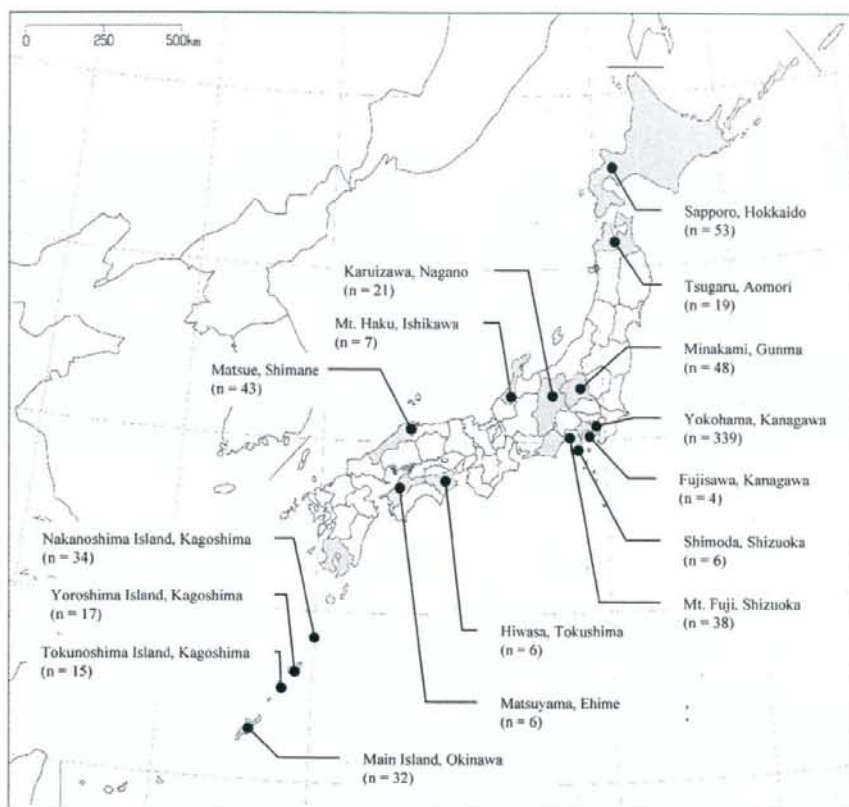 0 250 500km
Sapporo, Hokkaido
(n = 53)
Karuizawa, Nagano
(n = 21)
Tsugaru, Aomori
(n = 19)
Mt. Haku, Ishikawa
(n = 7)
Minakami, Gunma
(n = 48)
Matsue, Shimane
(n = 43)
Yokohama, Kanagawa
(n = 339)
Fujisawa, Kanagawa
(n = 4)
Nakanoshima Island, Kagoshima
(n = 34)
Shimoda, Shizuoka
(n = 6)
Yoroshima Island, Kagoshima
(n = 17)
Mt. Fuji. Shizuoka
(n = 38)
Hiwasa, Tokushima
(n = 6)
Tokunoshima Island, Kagoshima
(n = 15)
Matsuyama, Ehime
(n = 6)
Main Island, Okinawa
(n = 32)